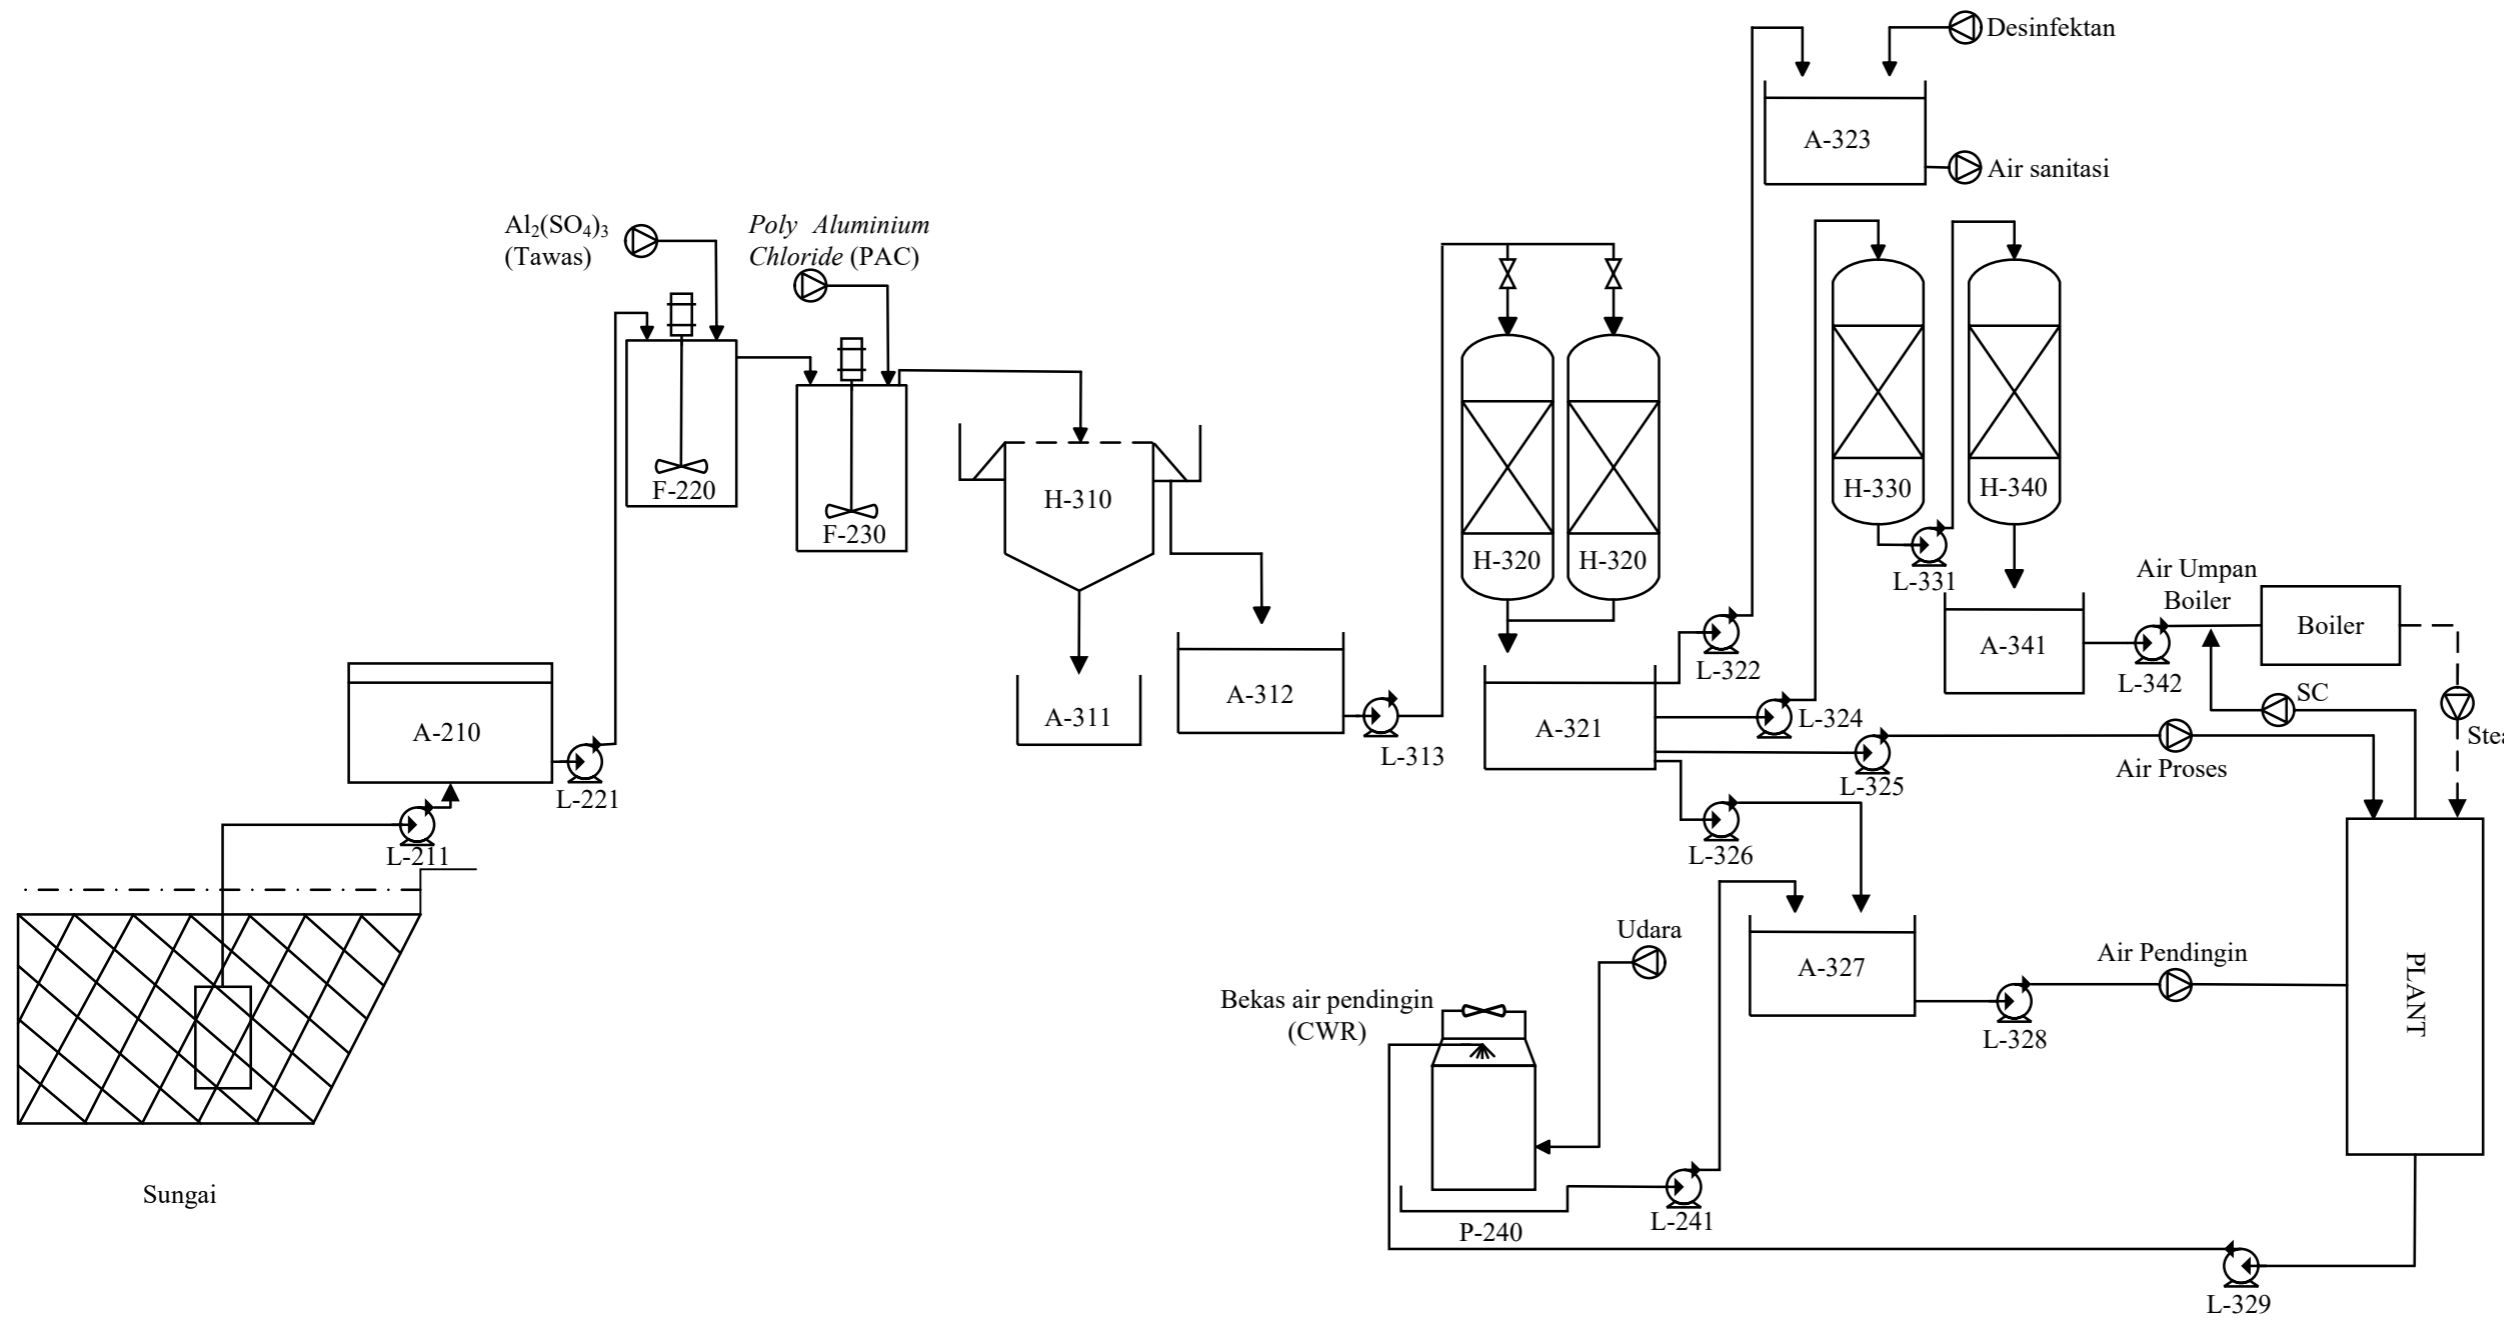 Desinfektan
A-323
Air sanitasi
Al₂(SO₄)₃
(Tawas)
Poly Aluminium
Chloride (PAC)
F-220
F-230
H-310
H-320
H-320
H-330
H-340
L-331
Air Umpan
Boiler
Boiler
A-341
L-342
SC
A-210
L-221
L-211
A-311
A-312
L-313
A-321
L-322
L-324
L-325
L-326
Air Proses
Stea
Udara
Bekas air pendingin
(CWR)
A-327
Air Pendingin
L-328
PLANT
Sungai
P-240
L-241
L-329